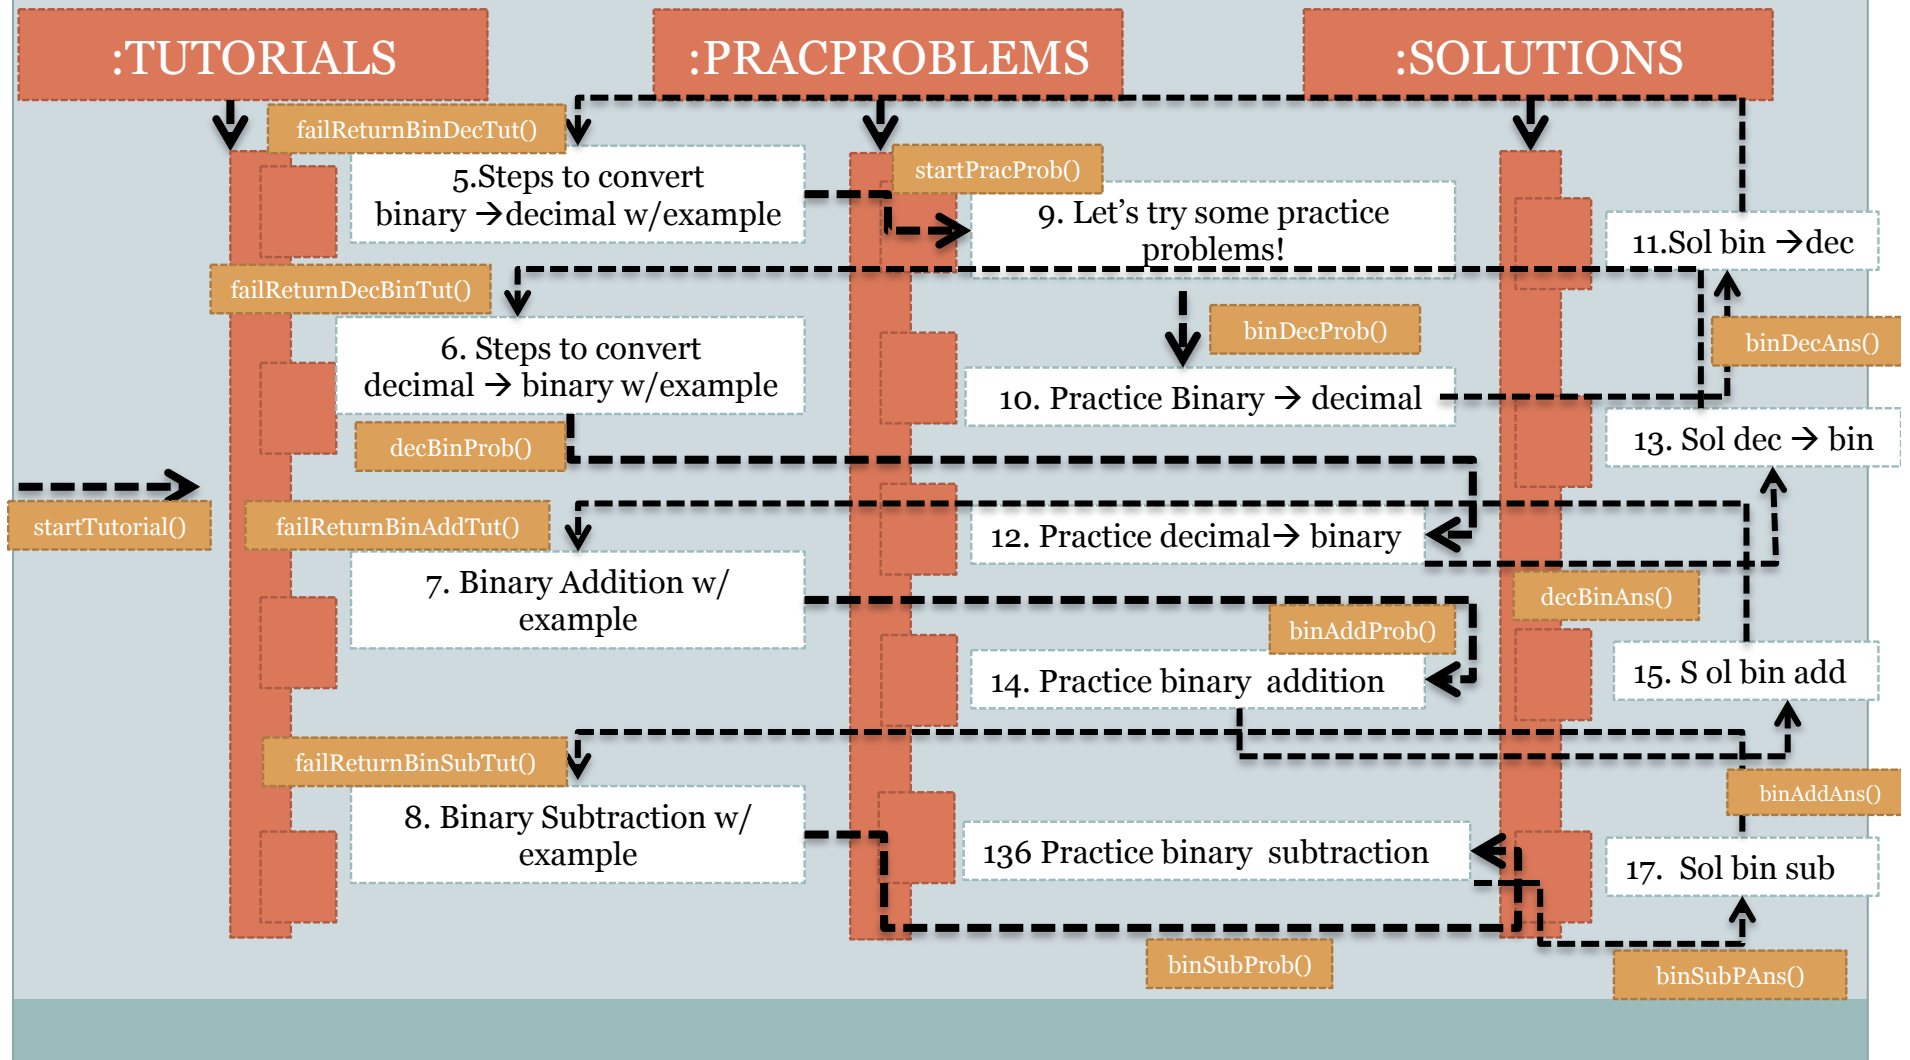 :TUTORIALS
:PRACPROBLEMS
:SOLUTIONS
failReturnBinDecTut()
startPracProb()
5.Steps to convert
binary →decimal w/example
9. Let’s try some practice
problems!
11.Sol bin →dec
failReturnDecBinTut()
binDecProb()
binDecAns()
6. Steps to convert
decimal → binary w/example
10. Practice Binary → decimal
13. Sol dec → bin
decBinProb()
startTutorial()
failReturnBinAddTut()
12. Practice decimal→ binary
7. Binary Addition w/
example
decBinAns()
binAddProb()
14. Practice binary  addition
15. S ol bin add
failReturnBinSubTut()
binAddAns()
8. Binary Subtraction w/
example
136 Practice binary  subtraction
17.  Sol bin sub
binSubProb()
binSubPAns()